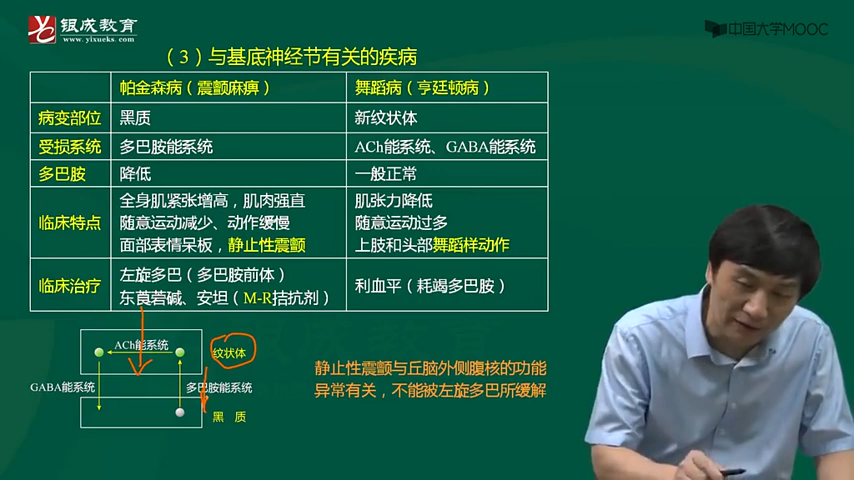 银成教育
www.yixueks.com
中国大学MOOC
（3）与基底神经节有关的疾病
帕金森病（震颤麻痹）
舞蹈病（亨廷顿病）
病变部位
黑质
新纹状体
受损系统
多巴胺能系统
ACh能系统、GABA能系统
多巴胺
降低
一般正常
临床特点
全身肌紧张增高，肌肉强直
随意运动减少、动作缓慢
面部表情呆板，静止性震颤
肌张力降低
随意运动过多
上肢和头部舞蹈样动作
临床治疗
左旋多巴（多巴胺前体）
东莨菪碱、安坦（M-R拮抗剂）
利血平（耗竭多巴胺）
ACh能系统
纹状体
GABA能系统
多巴胺能系统
黑 质
静止性震颤与丘脑外侧腹核的功能
异常有关，不能被左旋多巴所缓解